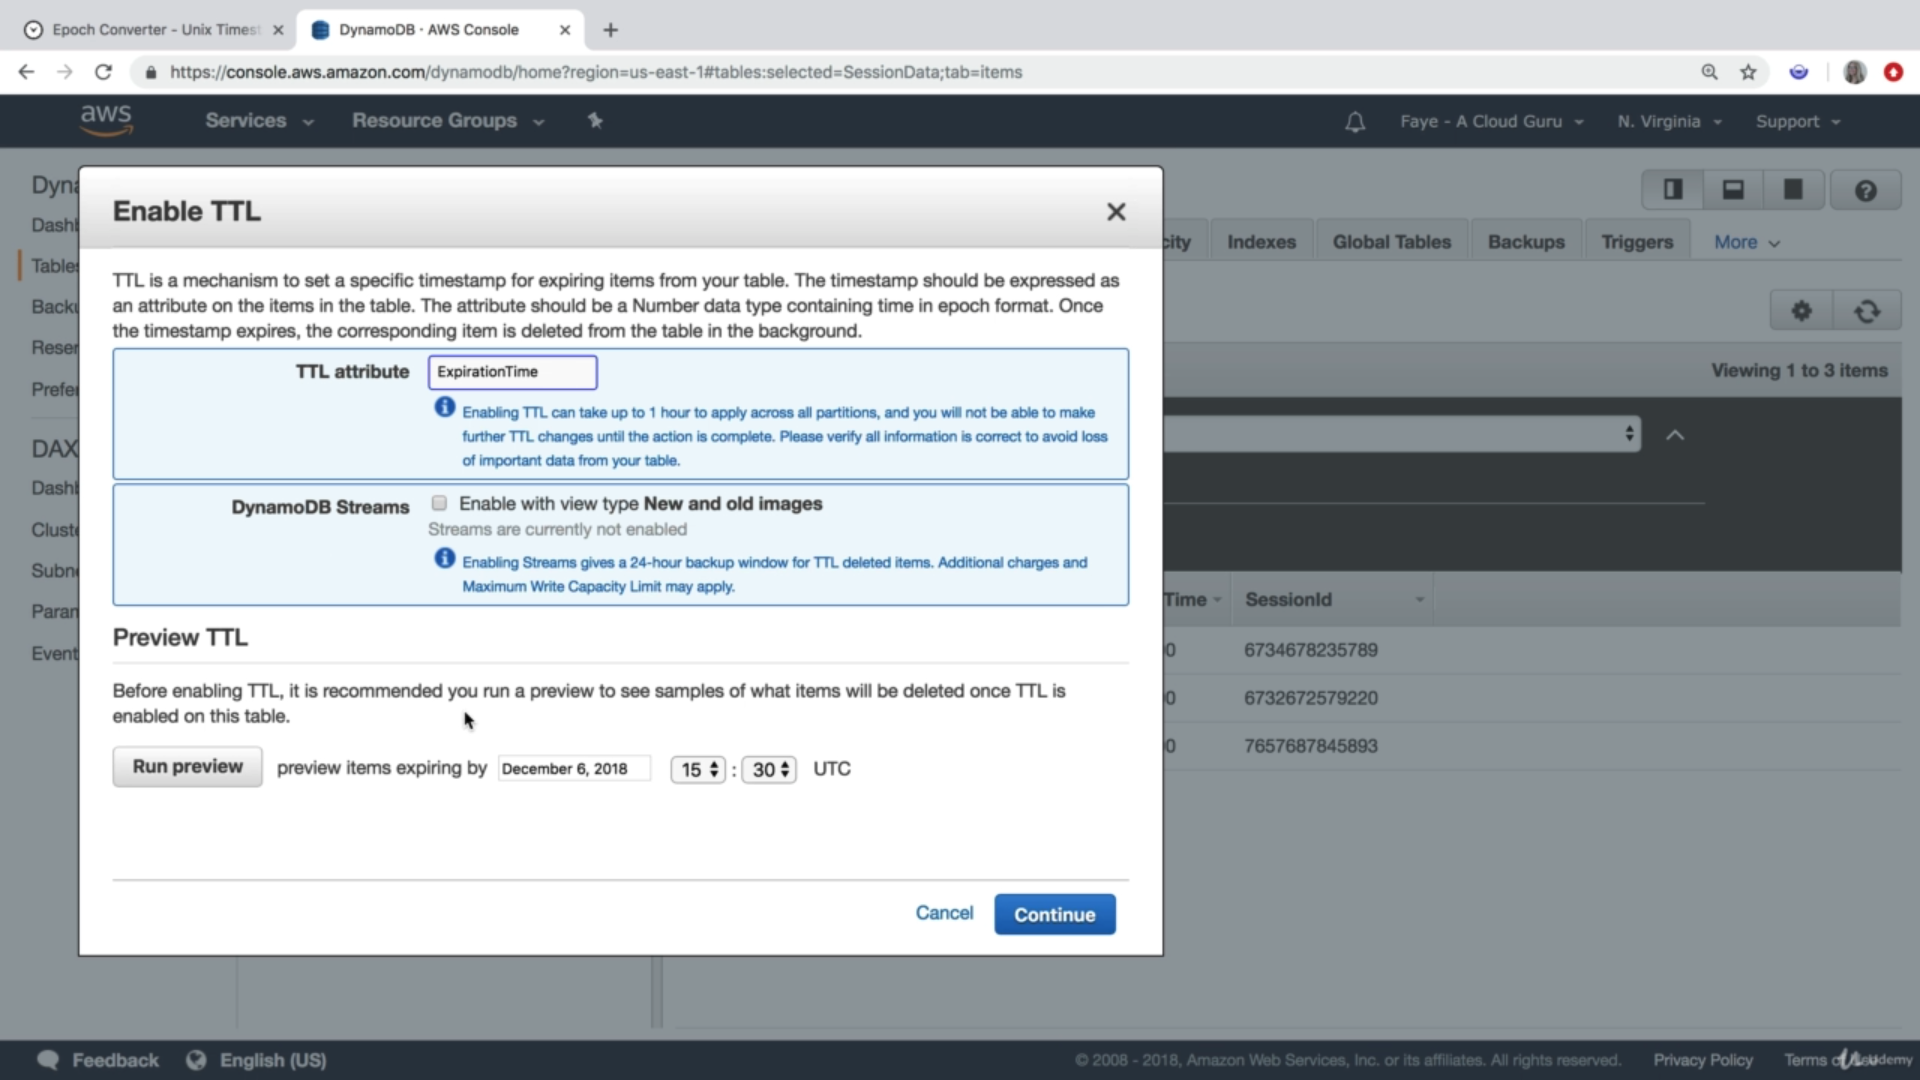 Epoch Converter - Unix Timest
DynamoDB · AWS Console
https://console.aws.amazon.com/dynamodb/home?region=us-east-1#tables:selected=SessionData;tab=items
aws
Services
Resource Groups
Faye - A Cloud Guru
N. Virginia
Support
Dyna
Dashb
Tables
Backu
Reser
Prefer
DAX
Dashb
Cluste
Subne
Param
Event
Enable TTL
TTL is a mechanism to set a specific timestamp for expiring items from your table. The timestamp should be expressed as
an attribute on the items in the table. The attribute should be a Number data type containing time in epoch format. Once
the timestamp expires, the corresponding item is deleted from the table in the background.
TTL attribute
ExpirationTime
Enabling TTL can take up to 1 hour to apply across all partitions, and you will not be able to make
further TTL changes until the action is complete. Please verify all information is correct to avoid loss
of important data from your table.
DynamoDB Streams
Enable with view type New and old images
Streams are currently not enabled
Enabling Streams gives a 24-hour backup window for TTL deleted items. Additional charges and
Maximum Write Capacity Limit may apply.
Preview TTL
Before enabling TTL, it is recommended you run a preview to see samples of what items will be deleted once TTL is
enabled on this table.
Run preview
preview items expiring by
December 6, 2018
15 : 30 UTC
Cancel
Continue
city
Indexes
Global Tables
Backups
Triggers
More
Viewing 1 to 3 items
Time
SessionId
0 6734678235789
0 6732672579220
0 7657687845893
Feedback
English (US)
© 2008 - 2018, Amazon Web Services, Inc. or its affiliates. All rights reserved.
Privacy Policy
Terms of
Udemy